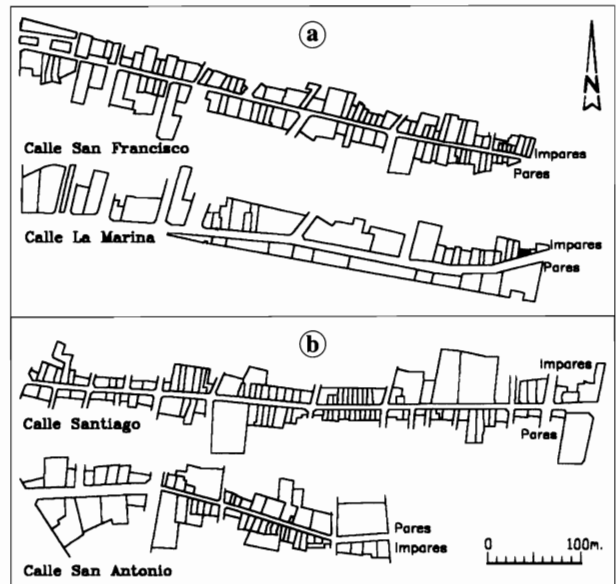 a
N
Calle San Francisco
Impares
Pares
Calle La Marina
Impares
Pares
b
Impares
Calle Santiago
Pares
Pares
Impares
Calle San Antonio
0 100m.